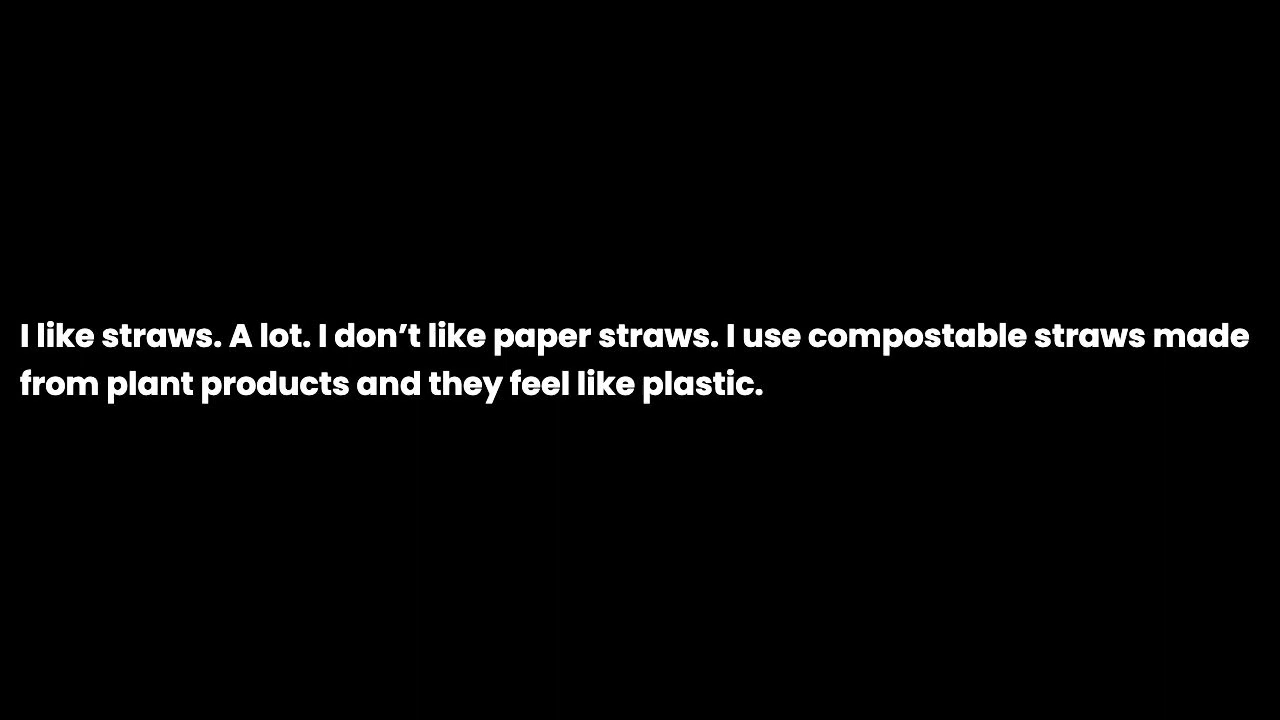 I like straws. A lot. I don’t like paper straws. I use compostable straws made
from plant products and they feel like plastic.